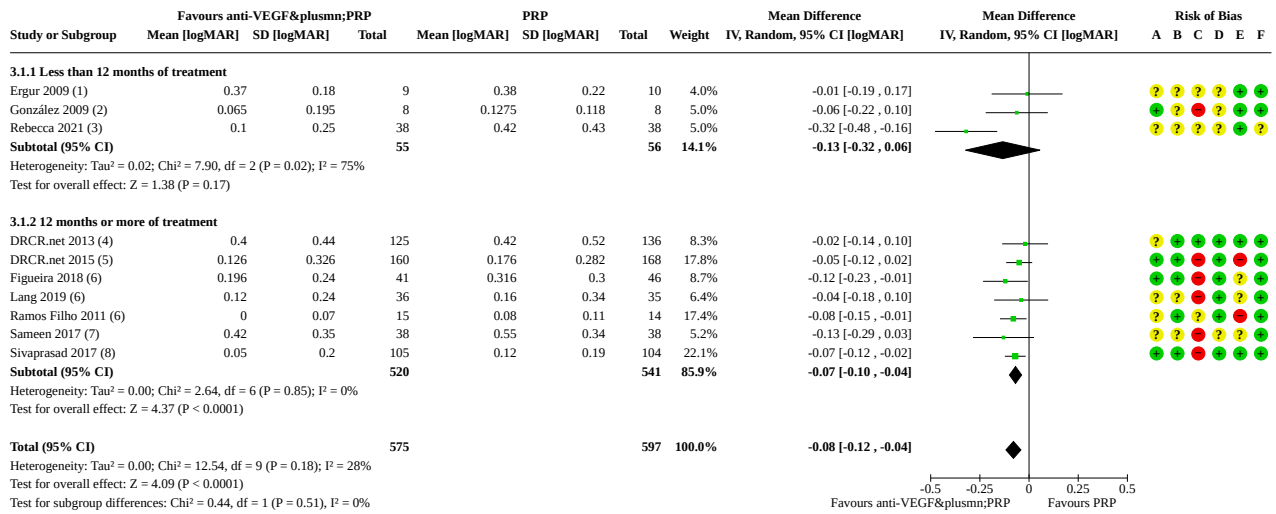 Favours anti-VEGF&plusmn;PRP PRP Mean Difference Mean Difference Risk of Bias
Study or Subgroup Mean [logMAR] SD [logMAR] Total Mean [logMAR] SD [logMAR] Total Weight IV, Random, 95% CI [logMAR] IV, Random, 95% CI [logMAR] A B C D E F
3.1.1 Less than 12 months of treatment
Ergur 2009 (1) 0.37 0.18 9 0.38 0.22 10 4.0% -0.01 [-0.19 , 0.17] ? ? ? ? + +
González 2009 (2) 0.065 0.195 8 0.1275 0.118 8 5.0% -0.06 [-0.22 , 0.10] + ? − ? + +
Rebecca 2021 (3) 0.1 0.25 38 0.42 0.43 38 5.0% -0.32 [-0.48 , -0.16] ? ? ? ? + ?
Subtotal (95% CI) 55 56 14.1% -0.13 [-0.32 , 0.06]
Heterogeneity: Tau² = 0.02; Chi² = 7.90, df = 2 (P = 0.02); I² = 75%
Test for overall effect: Z = 1.38 (P = 0.17)
3.1.2 12 months or more of treatment
DRCR.net 2013 (4) 0.4 0.44 125 0.42 0.52 136 8.3% -0.02 [-0.14 , 0.10] ? + + + + +
DRCR.net 2015 (5) 0.126 0.326 160 0.176 0.282 168 17.8% -0.05 [-0.12 , 0.02] + + − + − +
Figueira 2018 (6) 0.196 0.24 41 0.316 0.3 46 8.7% -0.12 [-0.23 , -0.01] + + − + ? +
Lang 2019 (6) 0.12 0.24 36 0.16 0.34 35 6.4% -0.04 [-0.18 , 0.10] ? ? − + + +
Ramos Filho 2011 (6) 0 0.07 15 0.08 0.11 14 17.4% -0.08 [-0.15 , -0.01] ? + ? + − +
Sameen 2017 (7) 0.42 0.35 38 0.55 0.34 38 5.2% -0.13 [-0.29 , 0.03] ? ? − ? ? +
Sivaprasad 2017 (8) 0.05 0.2 105 0.12 0.19 104 22.1% -0.07 [-0.12 , -0.02] + + − + + +
Subtotal (95% CI) 520 541 85.9% -0.07 [-0.10 , -0.04]
Heterogeneity: Tau² = 0.00; Chi² = 2.64, df = 6 (P = 0.85); I² = 0%
Test for overall effect: Z = 4.37 (P < 0.0001)
Total (95% CI) 575 597 100.0% -0.08 [-0.12 , -0.04]
Heterogeneity: Tau² = 0.00; Chi² = 12.54, df = 9 (P = 0.18); I² = 28%
Test for overall effect: Z = 4.09 (P < 0.0001)
-0.5 -0.25 0 0.25 0.5
Test for subgroup differences: Chi² = 0.44, df = 1 (P = 0.51), I² = 0% Favours anti-VEGF&plusmn;PRP Favours PRP